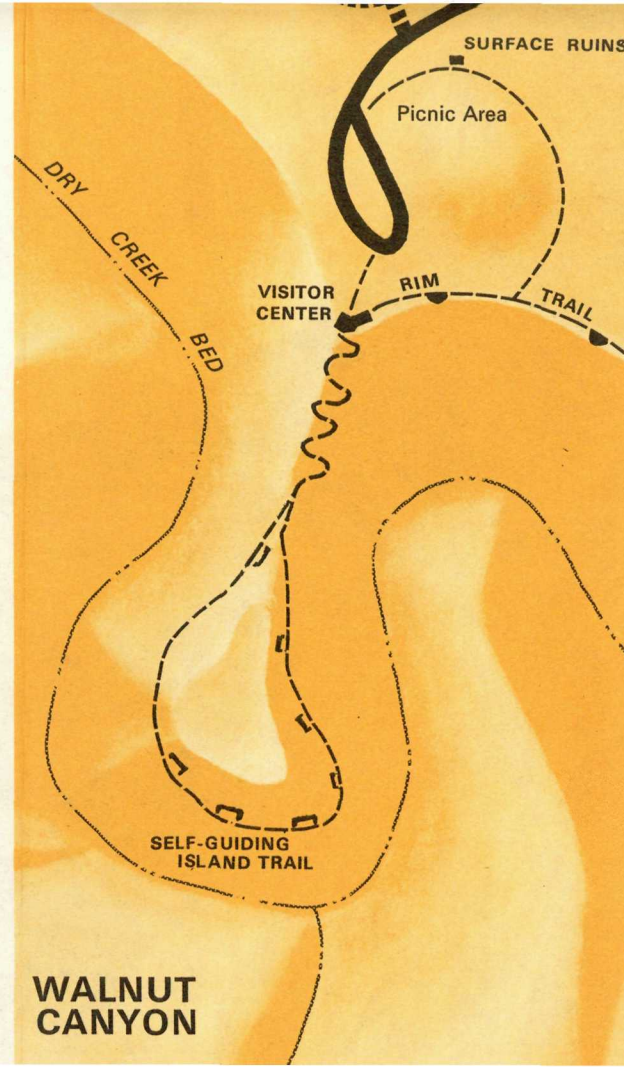 SURFACE RUINS
Picnic Area
DRY
CREEK
BED
VISITOR
CENTER
RIM
TRAIL
SELF-GUIDING
ISLAND TRAIL
WALNUT
CANYON